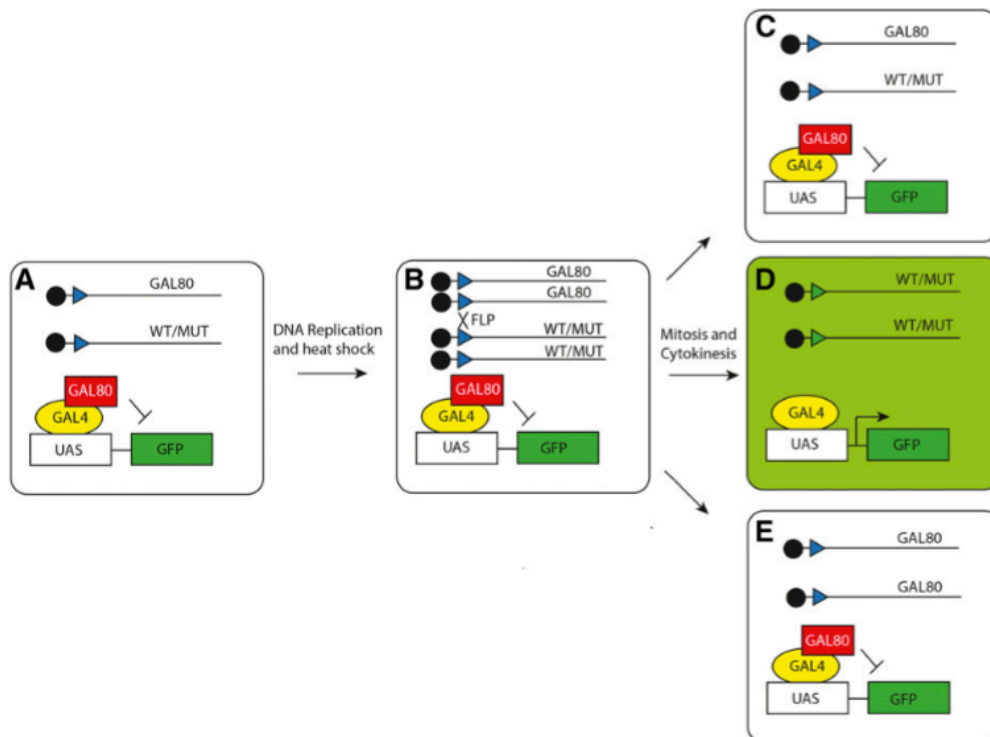 A
GAL80
WT/MUT
GAL80
GAL4
UAS
GFP
DNA Replication
and heat shock
B
GAL80
GAL80
FLP
WT/MUT
WT/MUT
GAL80
GAL4
UAS
GFP
Mitosis and
Cytokinesis
C
GAL80
WT/MUT
GAL80
GAL4
UAS
GFP
D
WT/MUT
WT/MUT
GAL4
UAS
GFP
E
GAL80
GAL80
GAL80
GAL4
UAS
GFP